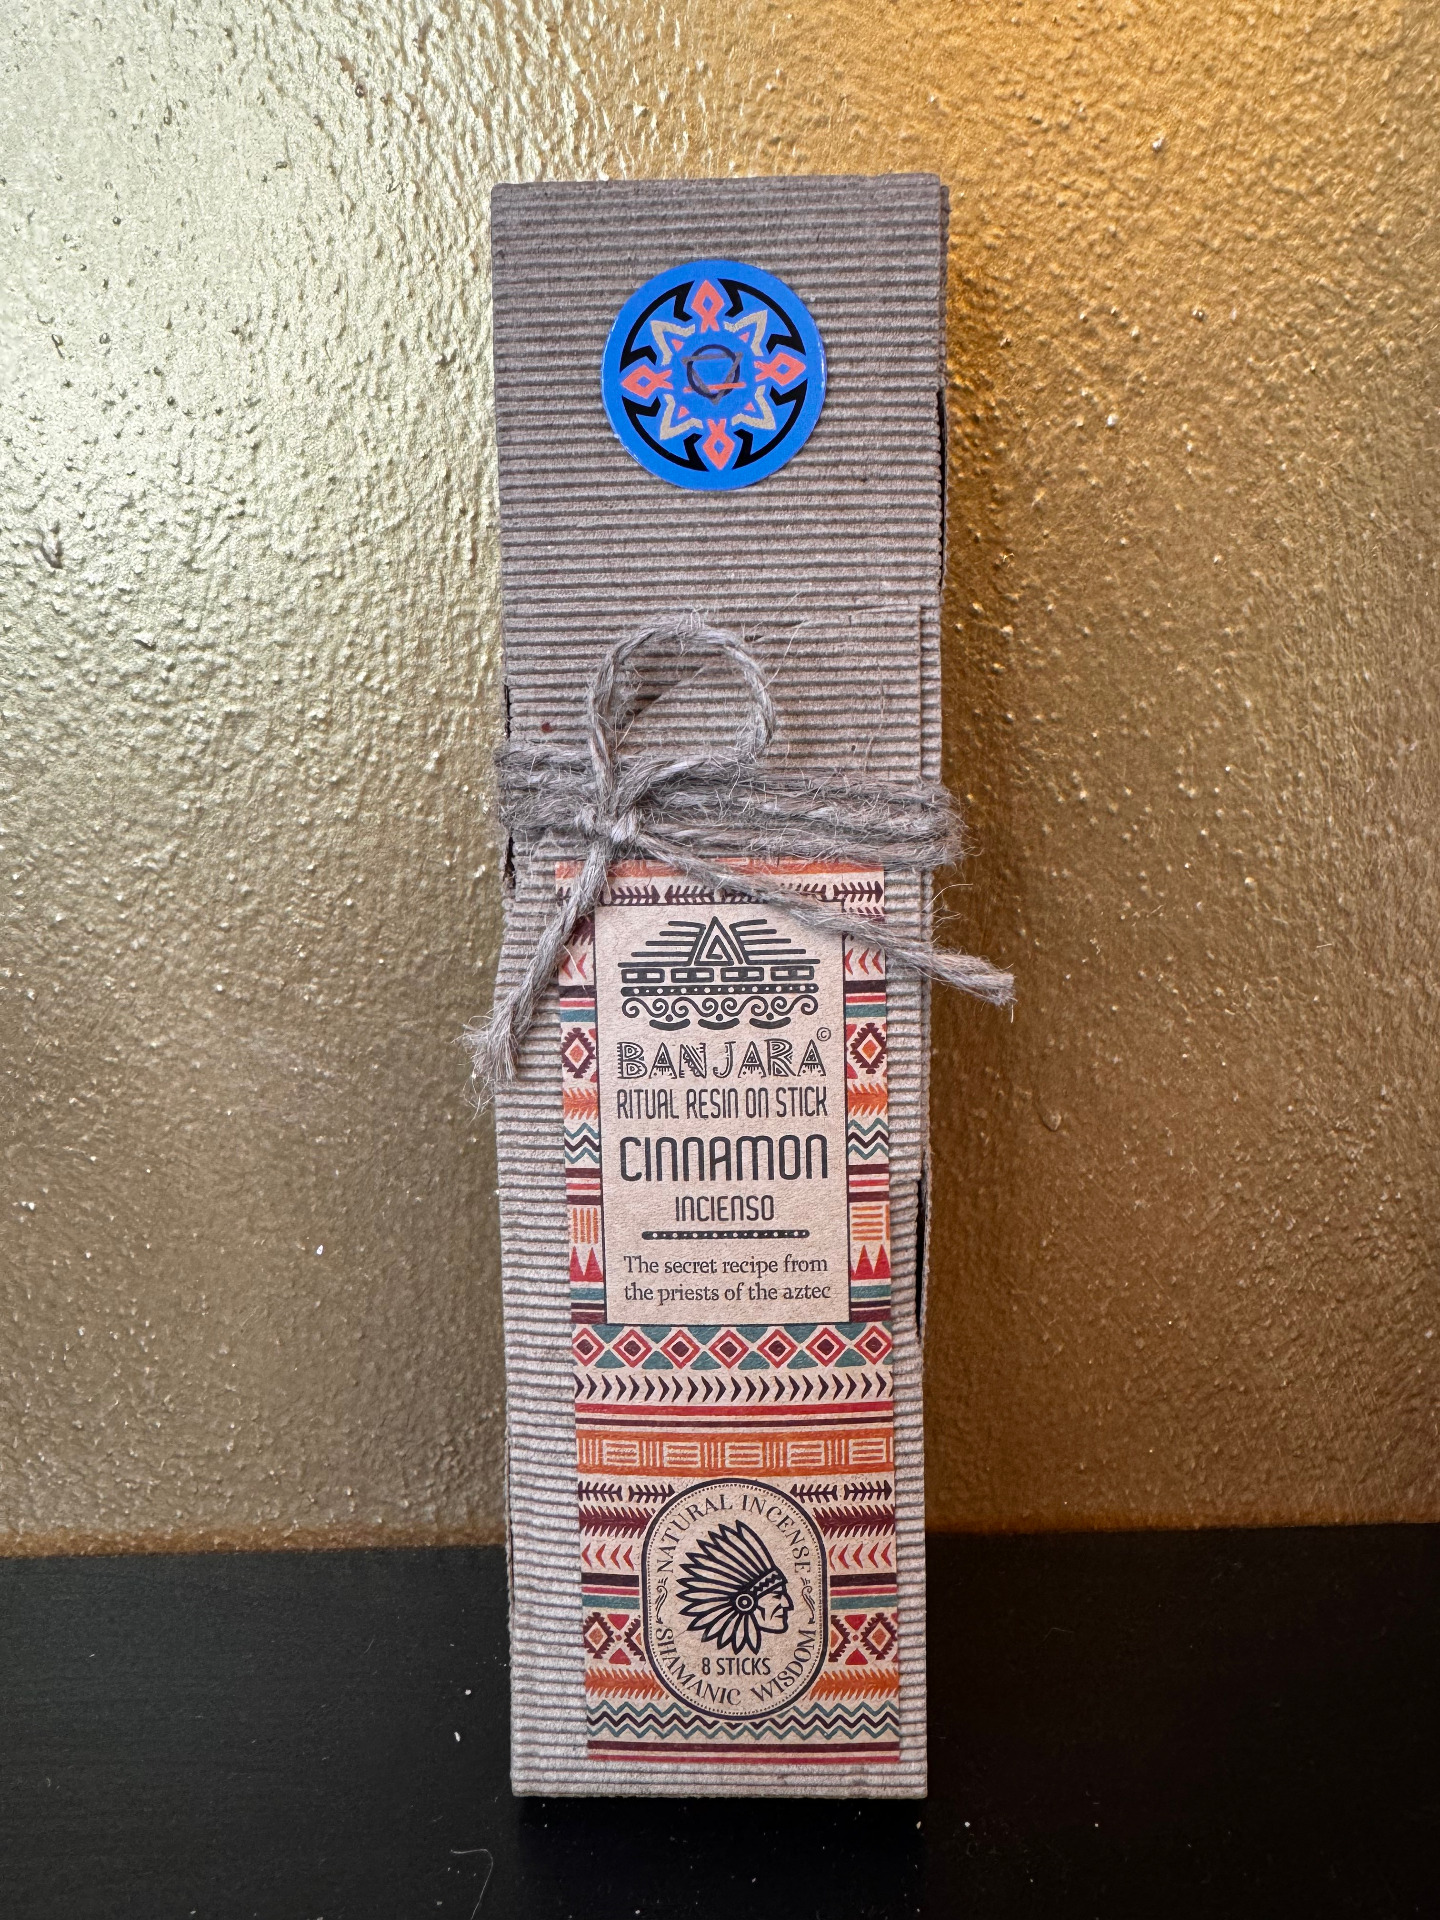 ©
BANJARA
RITUAL RESIN ON STICK
CINNAMON
INCIENSO
The secret recipe from
the priests of the aztec
NATURAL INCENSE
8 STICKS
SHAMANIC WISDOM